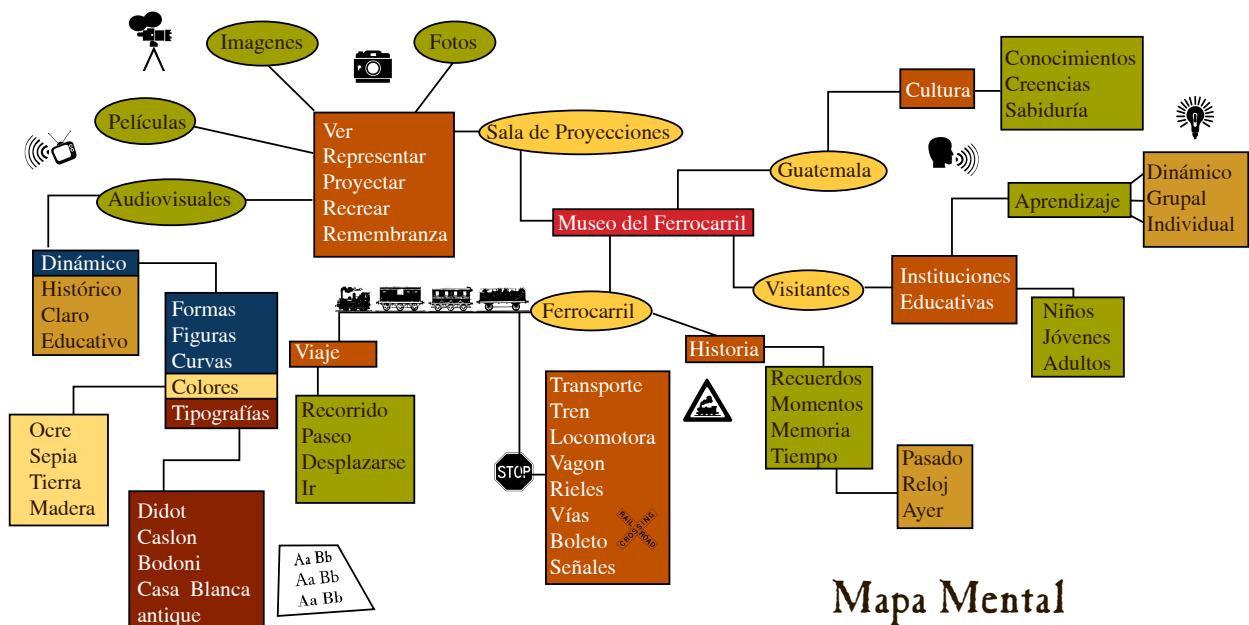 Imagenes
Fotos
Películas
Audiovisuales
Ver
Representar
Proyectar
Recrear
Remembranza
Sala de Proyecciones
Museo del Ferrocarril
Guatemala
Cultura
Conocimientos
Creencias
Sabiduría
Visitantes
Instituciones
Educativas
Aprendizaje
Dinámico
Grupal
Individual
Niños
Jóvenes
Adultos
Ferrocarril
Viaje
Recorrido
Paseo
Desplazarse
Ir
STOP
Transporte
Tren
Locomotora
Vagon
Rieles
Vías
Boleto
Señales
RAIL ROAD
CROSSING
Historia
Recuerdos
Momentos
Memoria
Tiempo
Pasado
Reloj
Ayer
Dinámico
Histórico
Claro
Educativo
Formas
Figuras
Curvas
Colores
Tipografías
Ocre
Sepia
Tierra
Madera
Didot
Caslon
Bodoni
Casa Blanca
antique
Aa Bb
Aa Bb
Aa Bb
Mapa Mental